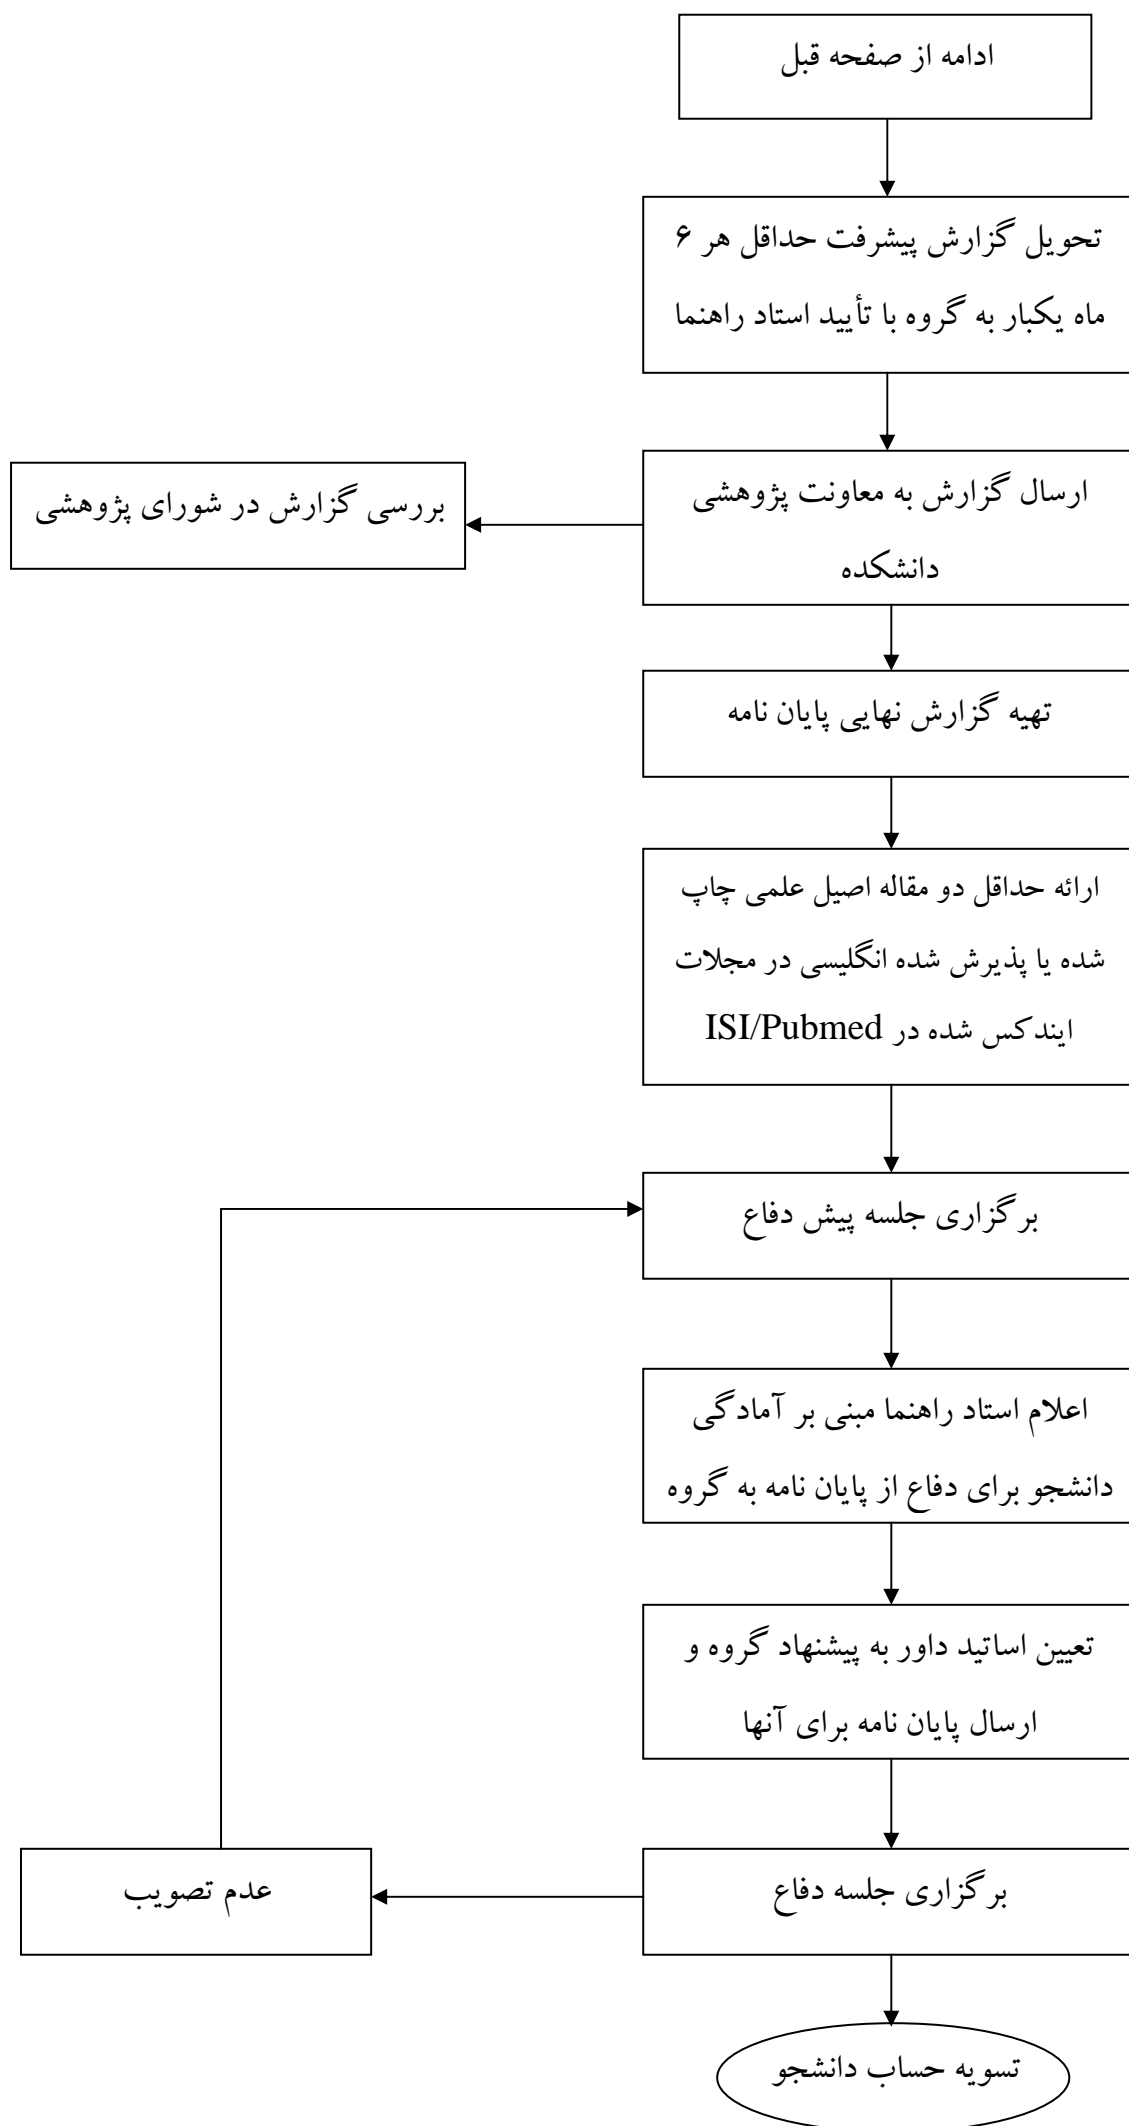 ادامه از صفحه قبل
تحویل گزارش پیشرفت حداقل هر ۶
ماه یکبار به گروه با تأیید استاد راهنما
ارسال گزارش به معاونت پژوهشی
دانشکده
بررسی گزارش در شورای پژوهشی
تهیه گزارش نهایی پایان نامه
ارائه حداقل دو مقاله اصیل علمی چاپ
شده یا پذیرش شده انگلیسی در مجلات
ایندکس شده در ISI/Pubmed
برگزاری جلسه پیش دفاع
اعلام استاد راهنما مبنی بر آمادگی
دانشجو برای دفاع از پایان نامه به گروه
تعیین اساتید داور به پیشنهاد گروه و
ارسال پایان نامه برای آنها
برگزاری جلسه دفاع
عدم تصویب
تسویه حساب دانشجو